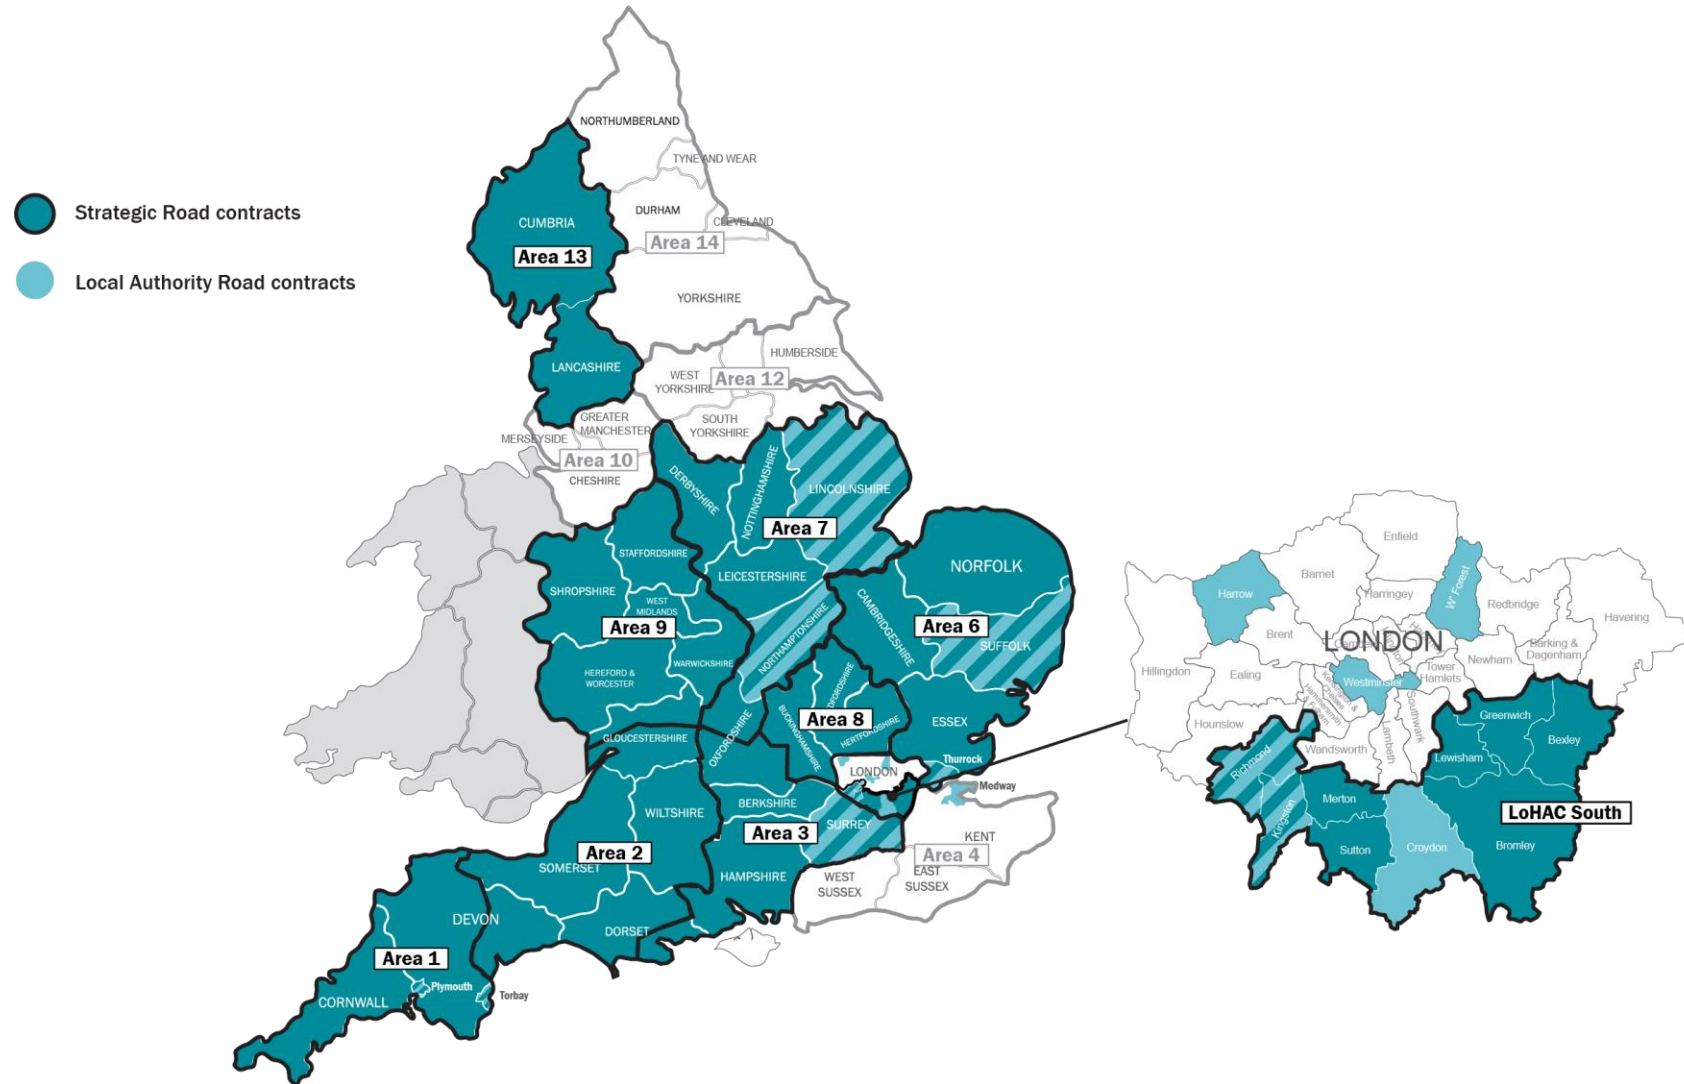 Strategic Road contracts
Local Authority Road contracts
NORTHUMBERLAND
TYNE AND WEAR
DURHAM
CLEVELAND
Area 14
CUMBRIA
Area 13
YORKSHIRE
LANCASHIRE
HUMBERSIDE
WEST
YORKSHIRE
Area 12
GREATER
MANCHESTER
SOUTH
YORKSHIRE
MERSEYSIDE
Area 10
CHESHIRE
DERBYSHIRE
NOTTINGHAMSHIRE
LINCOLNSHIRE
Area 7
STAFFORDSHIRE
LEICESTERSHIRE
NORFOLK
SHROPSHIRE
WEST
MIDLANDS
Area 9
CAMBRIDGESHIRE
Area 6
SUFFOLK
NORTHAMPTONSHIRE
WARWICKSHIRE
HEREFORD &
WORCESTER
DFORDSHIRE
Area 8
BUCKINGHAMSHIRE
HERTFORDSHIRE
ESSEX
GLOUCESTERSHIRE
OXFORDSHIRE
Thurrock
LONDON
Medway
BERKSHIRE
WILTSHIRE
Area 3
SURREY
KENT
Area 4
Area 2
SOMERSET
HAMPSHIRE
WEST
SUSSEX
EAST
SUSSEX
DEVON
DORSET
Area 1
Plymouth
Torbay
CORNWALL
Enfield
Barnet
Harrow
Harringey
W' Forest
Redbridge
Havering
Brent
LONDON
Barking &
Dagenham
Newham
Tower
Hamlets
Hillingdon
Ealing
Westminster
Kensington &
Chelsea
Hammersmith
Southwark
Greenwich
Hounslow
Bexley
Wandsworth
Lambeth
Lewisham
Richmond
Merton
LoHAC South
Kingston
Sutton
Croydon
Bromley